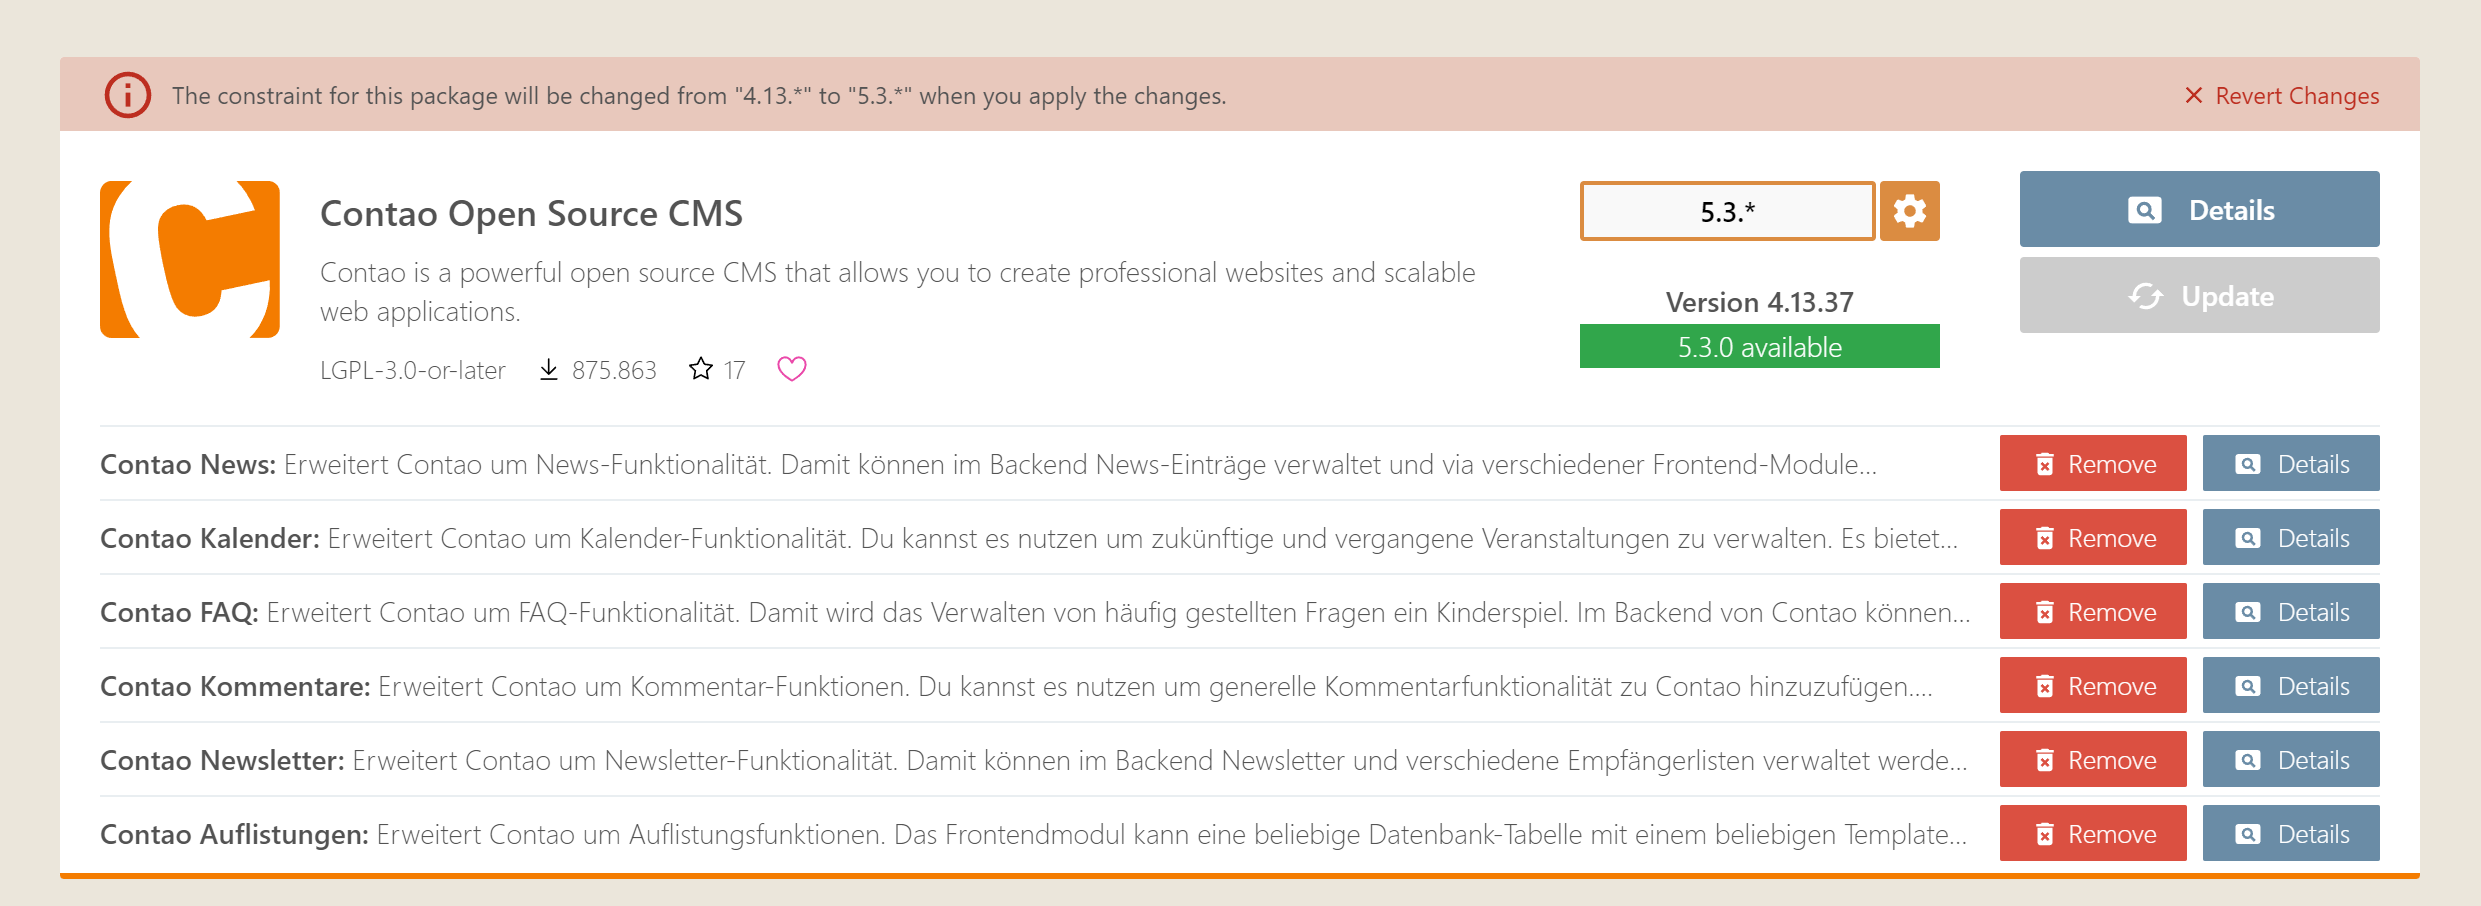 The constraint for this package will be changed from "4.13.*" to "5.3.*" when you apply the changes.
Revert Changes
Contao Open Source CMS
Contao is a powerful open source CMS that allows you to create professional websites and scalable
web applications.
LGPL-3.0-or-later 875.863 17
5.3.*
Version 4.13.37
5.3.0 available
Details
Update
Contao News: Erweitert Contao um News-Funktionalität. Damit können im Backend News-Einträge verwaltet und via verschiedener Frontend-Module... Remove Details
Contao Kalender: Erweitert Contao um Kalender-Funktionalität. Du kannst es nutzen um zukünftige und vergangene Veranstaltungen zu verwalten. Es bietet... Remove Details
Contao FAQ: Erweitert Contao um FAQ-Funktionalität. Damit wird das Verwalten von häufig gestellten Fragen ein Kinderspiel. Im Backend von Contao können... Remove Details
Contao Kommentare: Erweitert Contao um Kommentar-Funktionen. Du kannst es nutzen um generelle Kommentarfunktionalität zu Contao hinzuzufügen.... Remove Details
Contao Newsletter: Erweitert Contao um Newsletter-Funktionalität. Damit können im Backend Newsletter und verschiedene Empfängerlisten verwaltet werde... Remove Details
Contao Auflistungen: Erweitert Contao um Auflistungsfunktionen. Das Frontendmodul kann eine beliebige Datenbank-Tabelle mit einem beliebigen Template... Remove Details